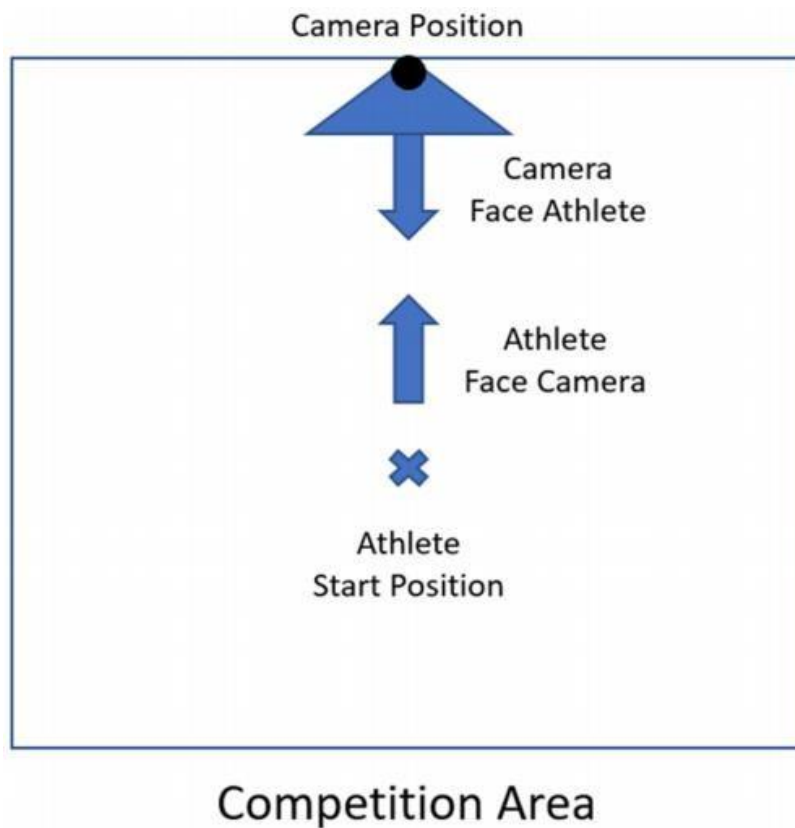 Camera Position
Camera
Face Athlete
Athlete
Face Camera
Athlete
Start Position
Competition Area